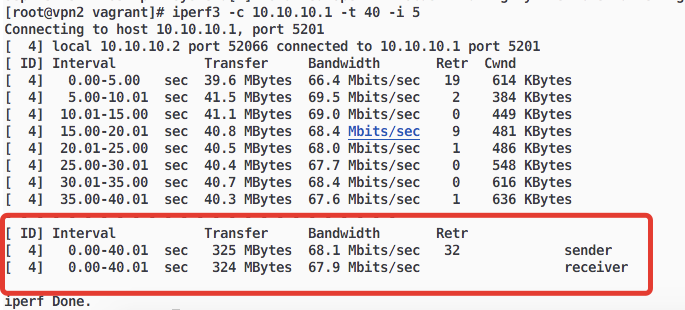 [root@vpn2 vagrant]# iperf3 -c 10.10.10.1 -t 40 -i 5
Connecting to host 10.10.10.1, port 5201
[  4] local 10.10.10.2 port 52066 connected to 10.10.10.1 port 5201
[ ID] Interval           Transfer     Bandwidth       Retr  Cwnd
[  4]   0.00-5.00   sec  39.6 MBytes  66.4 Mbits/sec   19    614 KBytes
[  4]   5.00-10.01  sec  41.5 MBytes  69.5 Mbits/sec    2    384 KBytes
[  4]  10.01-15.00  sec  41.1 MBytes  69.0 Mbits/sec    0    449 KBytes
[  4]  15.00-20.01  sec  40.8 MBytes  68.4 Mbits/sec    9    481 KBytes
[  4]  20.01-25.00  sec  40.5 MBytes  68.0 Mbits/sec    1    486 KBytes
[  4]  25.00-30.01  sec  40.4 MBytes  67.7 Mbits/sec    0    548 KBytes
[  4]  30.01-35.00  sec  40.7 MBytes  68.4 Mbits/sec    0    616 KBytes
[  4]  35.00-40.01  sec  40.3 MBytes  67.6 Mbits/sec    1    636 KBytes
[ ID] Interval           Transfer     Bandwidth       Retr
[  4]   0.00-40.01  sec   325 MBytes  68.1 Mbits/sec   32             sender
[  4]   0.00-40.01  sec   324 MBytes  67.9 Mbits/sec                  receiver
iperf Done.